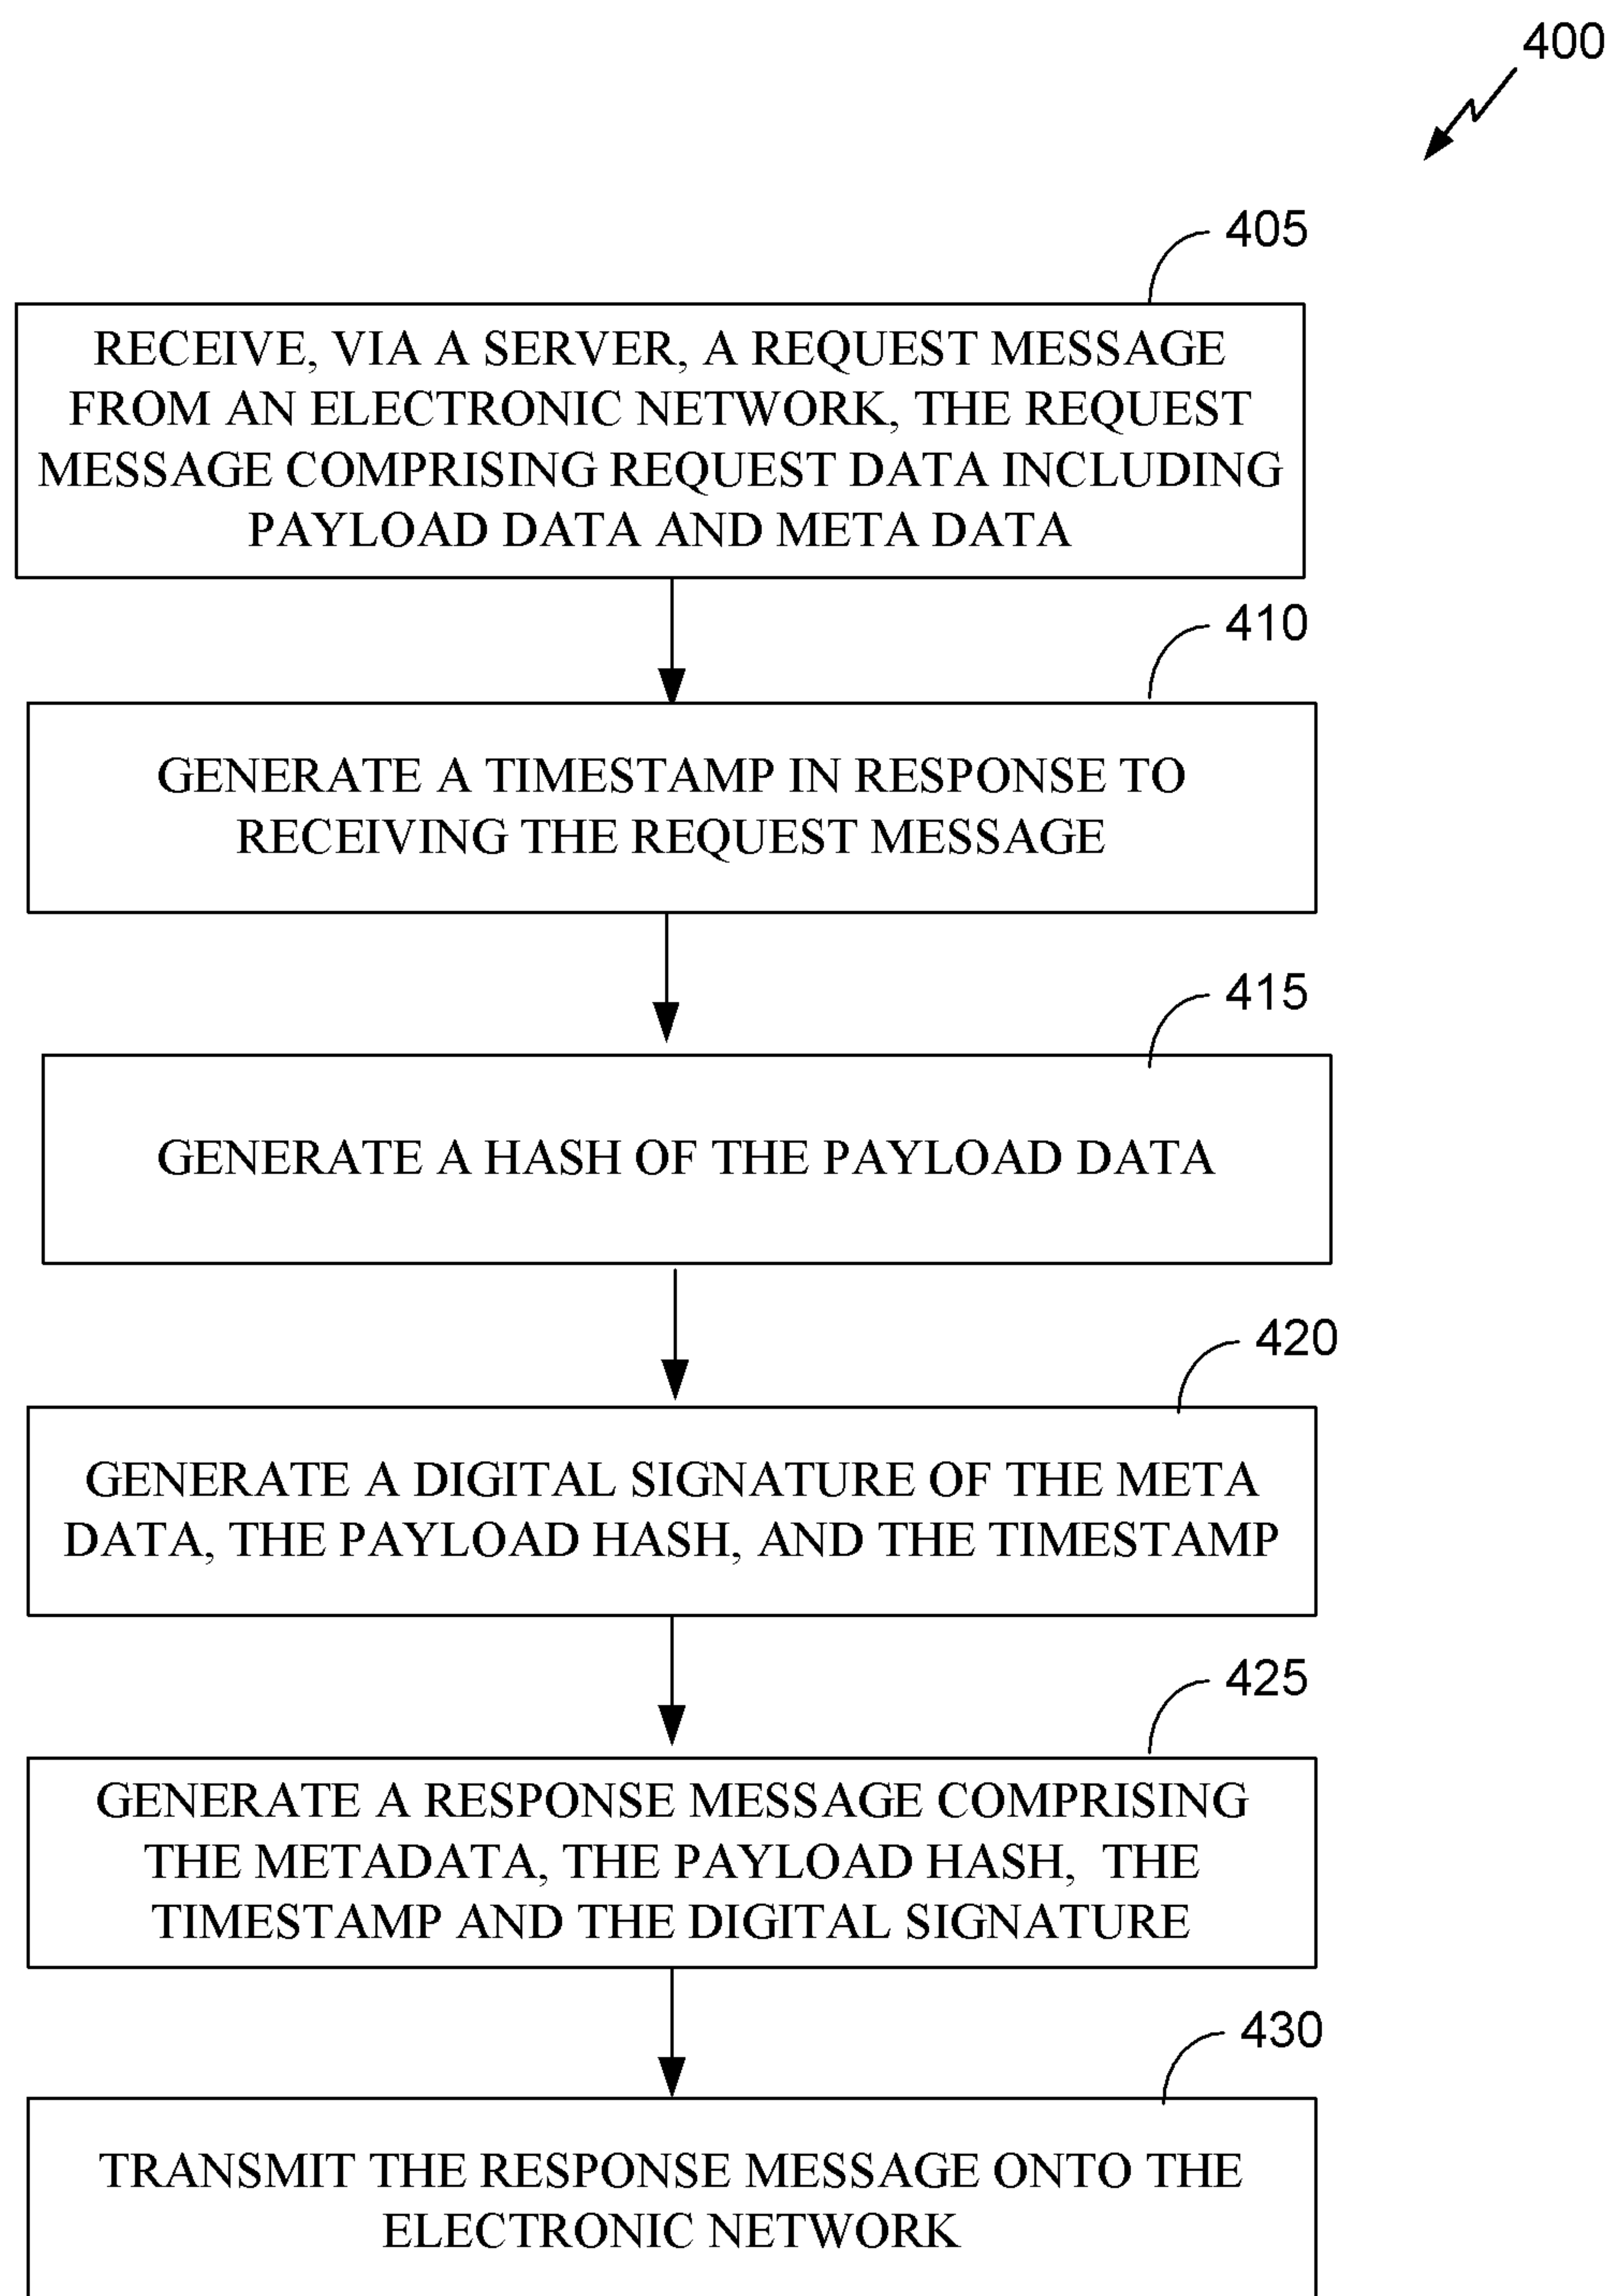 400
405
RECEIVE, VIA A SERVER, A REQUEST MESSAGE
FROM AN ELECTRONIC NETWORK, THE REQUEST
MESSAGE COMPRISING REQUEST DATA INCLUDING
PAYLOAD DATA AND META DATA
410
GENERATE A TIMESTAMP IN RESPONSE TO
RECEIVING THE REQUEST MESSAGE
415
GENERATE A HASH OF THE PAYLOAD DATA
420
GENERATE A DIGITAL SIGNATURE OF THE META
DATA, THE PAYLOAD HASH, AND THE TIMESTAMP
425
GENERATE A RESPONSE MESSAGE COMPRISING
THE METADATA, THE PAYLOAD HASH, THE
TIMESTAMP AND THE DIGITAL SIGNATURE
430
TRANSMIT THE RESPONSE MESSAGE ONTO THE
ELECTRONIC NETWORK